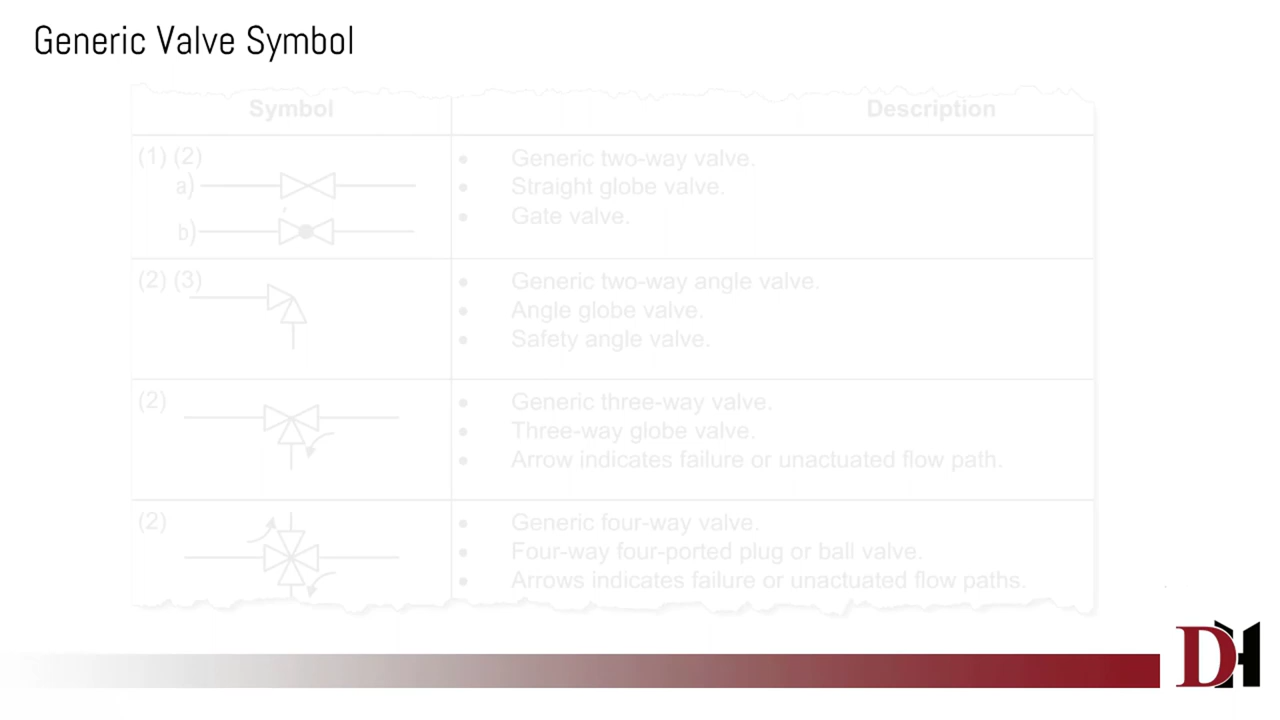 Generic Valve Symbol
Symbol Description
(1) (2)
a)
b)
Generic two-way valve.
Straight globe valve.
Gate valve.
(2) (3)
Generic two-way angle valve.
Angle globe valve.
Safety angle valve.
(2)
Generic three-way valve.
Three-way globe valve.
Arrow indicates failure or unactuated flow path.
(2)
Generic four-way valve.
Four-way four-ported plug or ball valve.
Arrows indicates failure or unactuated flow paths.
DH